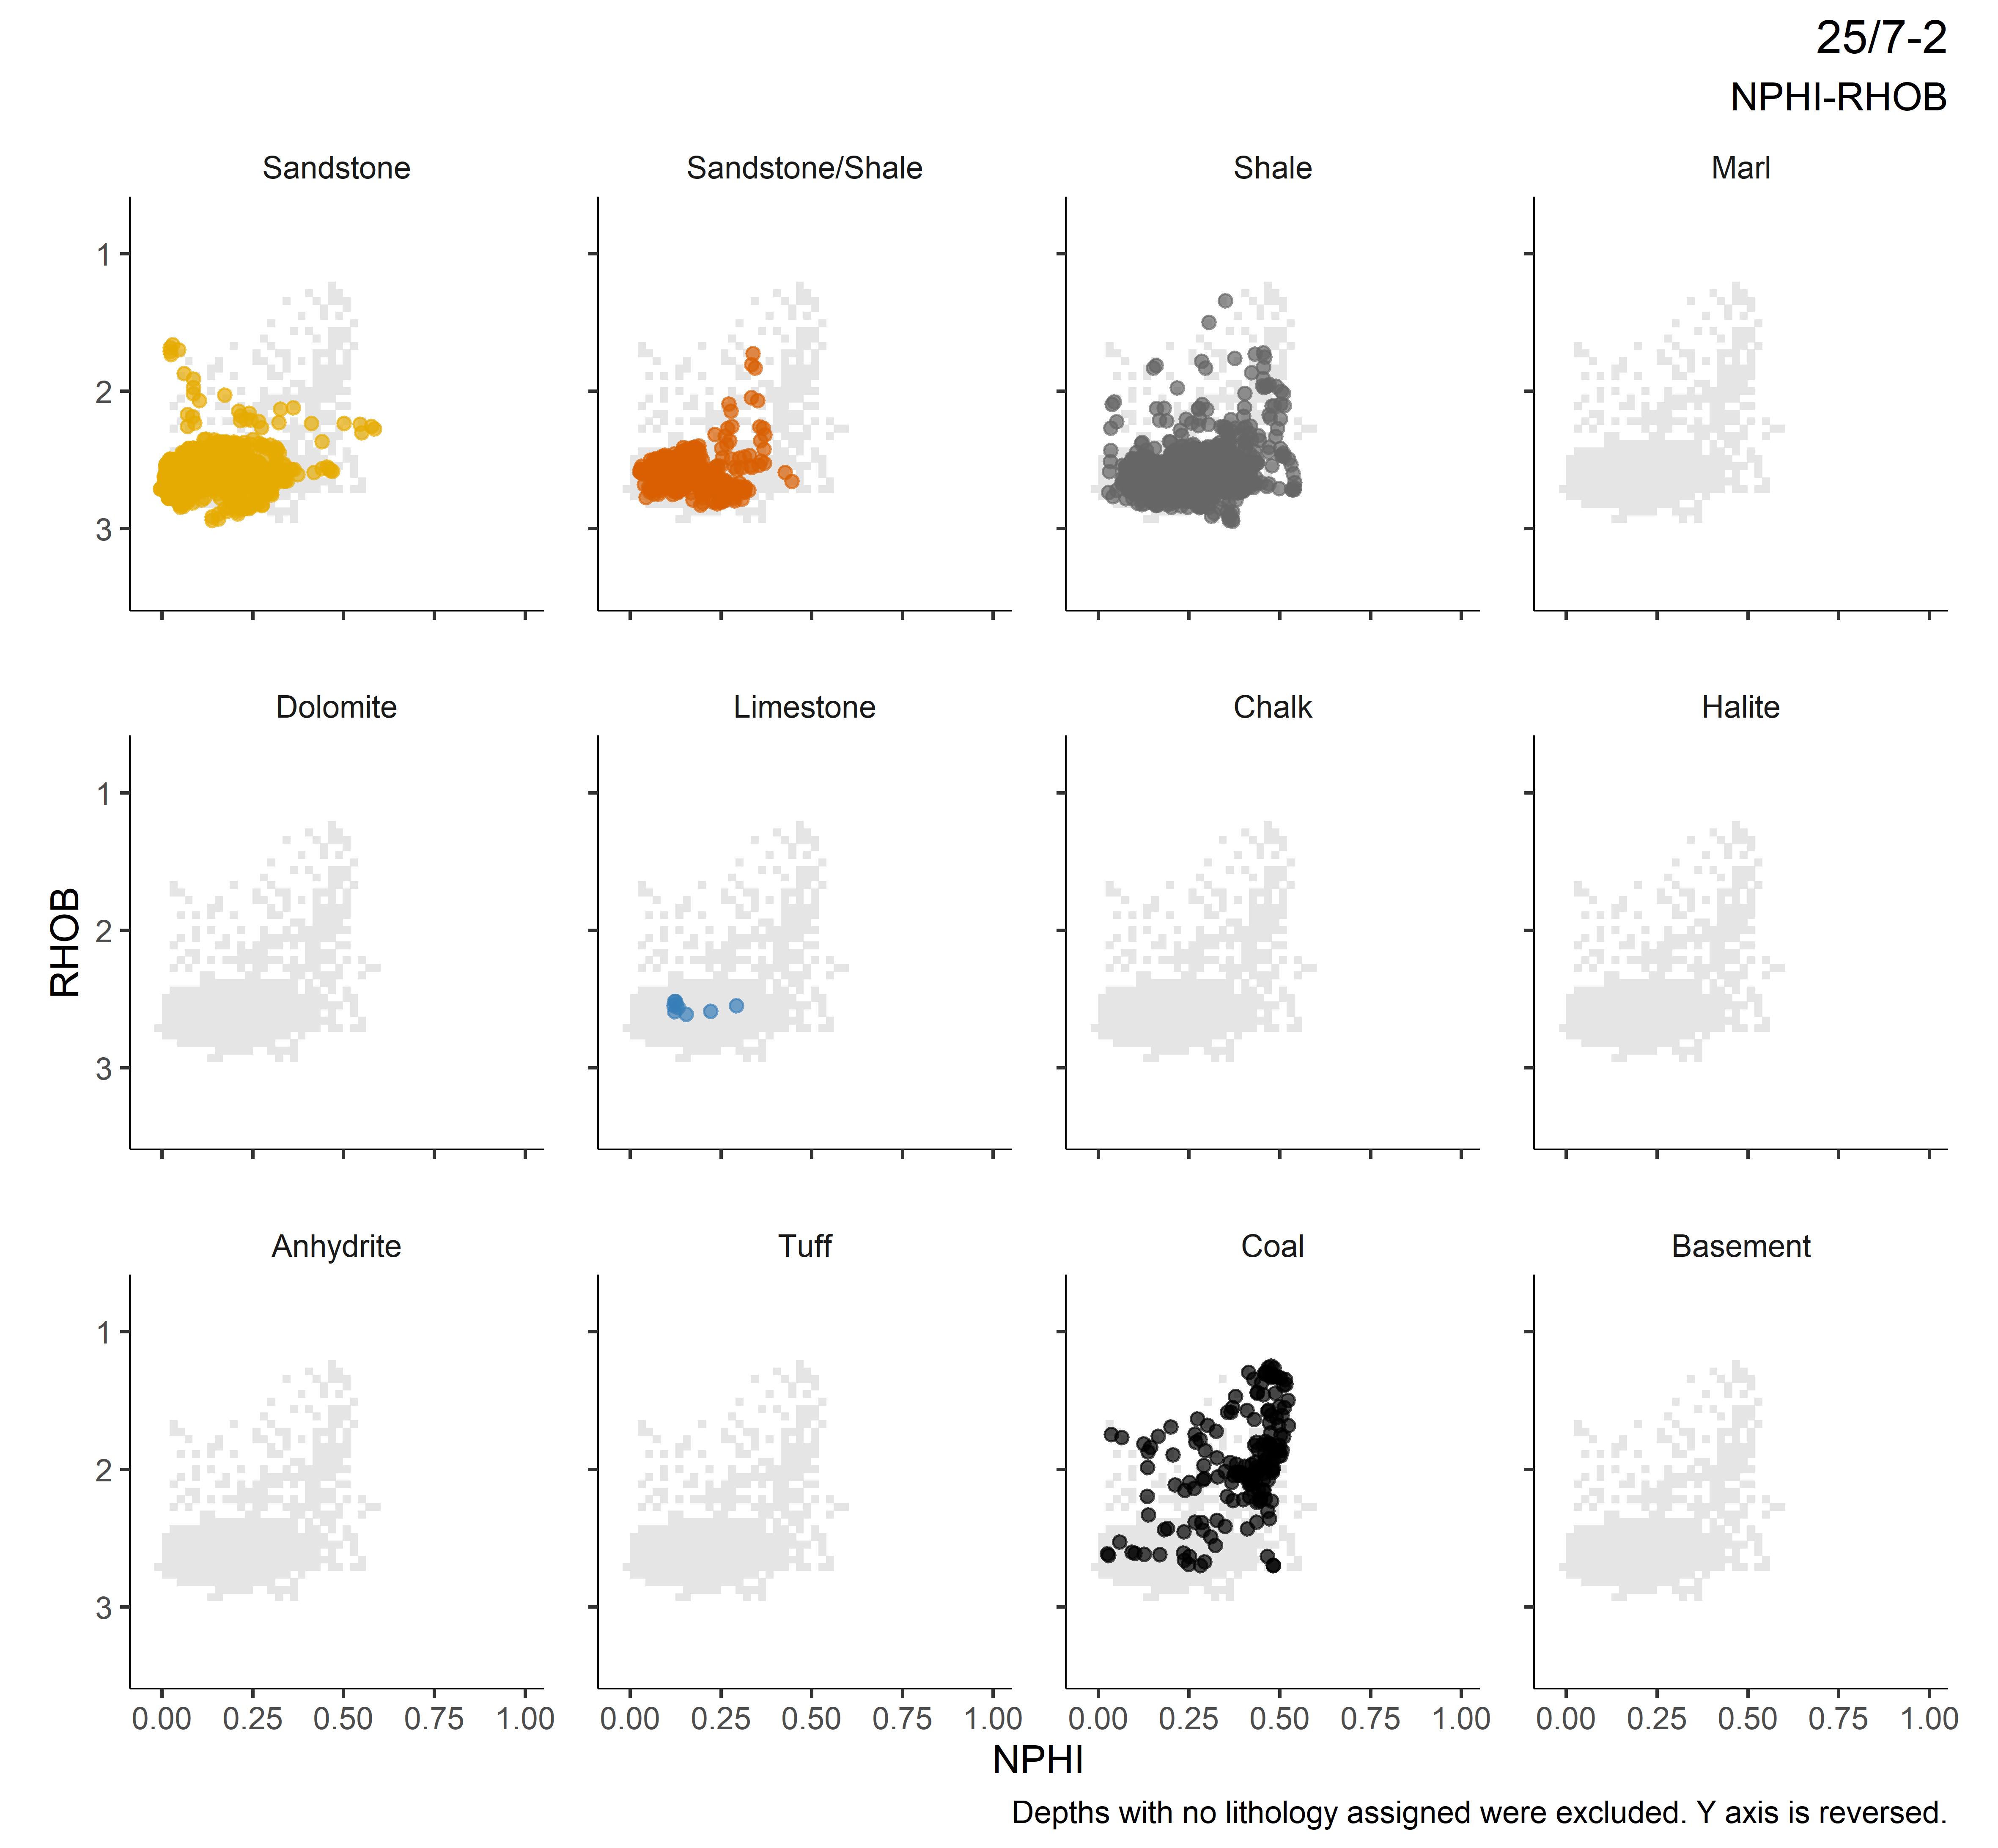 25/7-2
NPHI-RHOB
Sandstone Sandstone/Shale Shale Marl
1
2
3
Dolomite Limestone Chalk Halite
1
2
3
RHOB
Anhydrite Tuff Coal Basement
1
2
3
0.00 0.25 0.50 0.75 1.00 0.00 0.25 0.50 0.75 1.00 0.00 0.25 0.50 0.75 1.00 0.00 0.25 0.50 0.75 1.00
NPHI
Depths with no lithology assigned were excluded. Y axis is reversed.